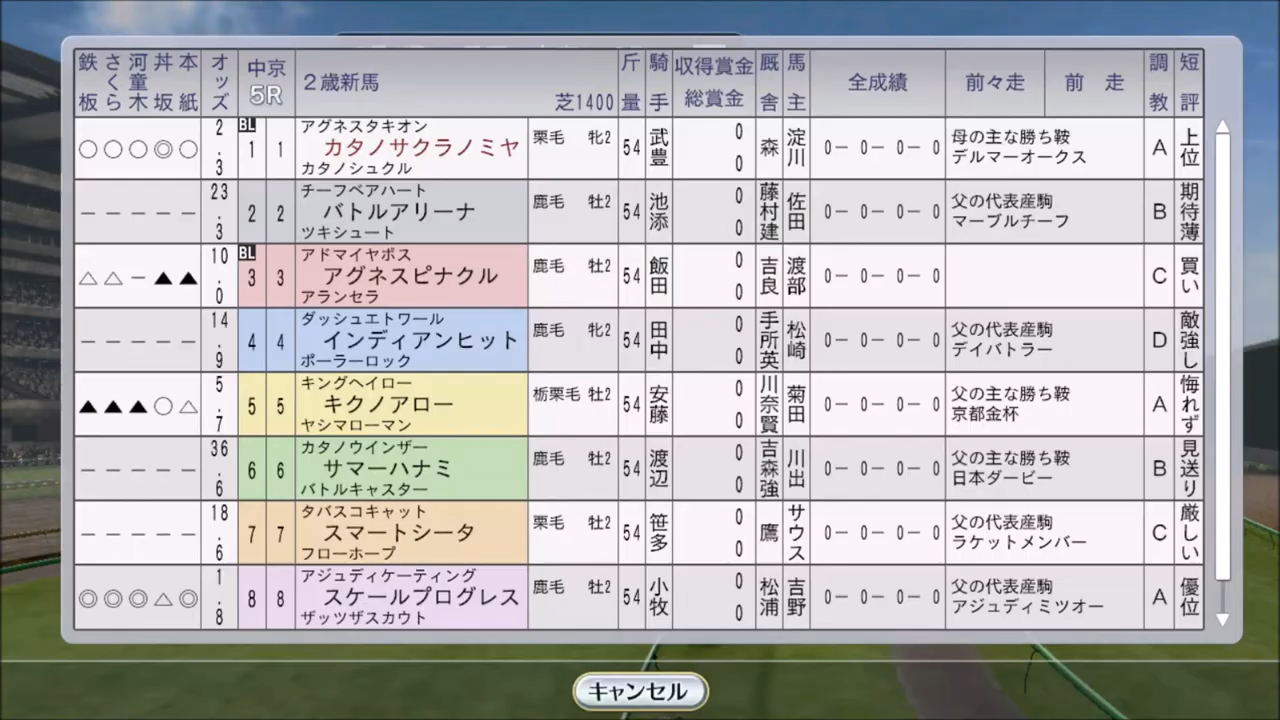 鉄板 さくら 河童木 丼坂 本紙 オッズ 中京 5R 2歳新馬 芝1400 斤量 騎手 収得賞金 総賞金 厩舎 馬主 全成績 前々走 前 走 調教 短評
○ ○ ○ ◎ ○ 2.3 BL 1 1 アグネスタキオン カタノサクラノミヤ カタノシュクル 栗毛 牝2 54 武豊 0 0 森 淀川 0- 0- 0- 0 母の主な勝ち鞍 デルマーオークス A 上位
- - - - - 23.3 2 2 チーフベアハート バトルアリーナ ツキシュート 鹿毛 牡2 54 池添 0 0 藤村建 佐田 0- 0- 0- 0 父の代表産駒 マーブルチーフ B 期待薄
△ △ - ▲ ▲ 10.0 BL 3 3 アドマイヤボス アグネスピナクル アランセラ 鹿毛 牡2 54 飯田 0 0 吉良 渡部 0- 0- 0- 0 C 買い
- - - - - 14.9 4 4 ダッシュエトワール インディアンヒット ポーラーロック 鹿毛 牝2 54 田中 0 0 手所英 松崎 0- 0- 0- 0 父の代表産駒 デイバトラー D 敵強し
▲ ▲ ▲ ○ △ 5.7 5 5 キングヘイロー キクノアロー ヤシマローマン 栃栗毛 牡2 54 安藤 0 0 川奈賢 菊田 0- 0- 0- 0 父の主な勝ち鞍 京都金杯 A 侮れず
- - - - - 36.6 6 6 カタノウインザー サマーハナミ バトルキャスター 鹿毛 牡2 54 渡辺 0 0 吉森強 川出 0- 0- 0- 0 父の主な勝ち鞍 日本ダービー B 見送り
- - - - - 18.6 7 7 タバスコキャット スマートシータ フローホープ 栗毛 牡2 54 笹多 0 0 鷹 サウス 0- 0- 0- 0 父の代表産駒 ラケットメンバー C 厳しい
◎ ◎ ◎ △ ◎ 1.8 8 8 アジュディケーティング スケールプログレス ザッツザスカウト 鹿毛 牡2 54 小牧 0 0 松浦 吉野 0- 0- 0- 0 父の代表産駒 アジュディミツオー A 優位
キャンセル